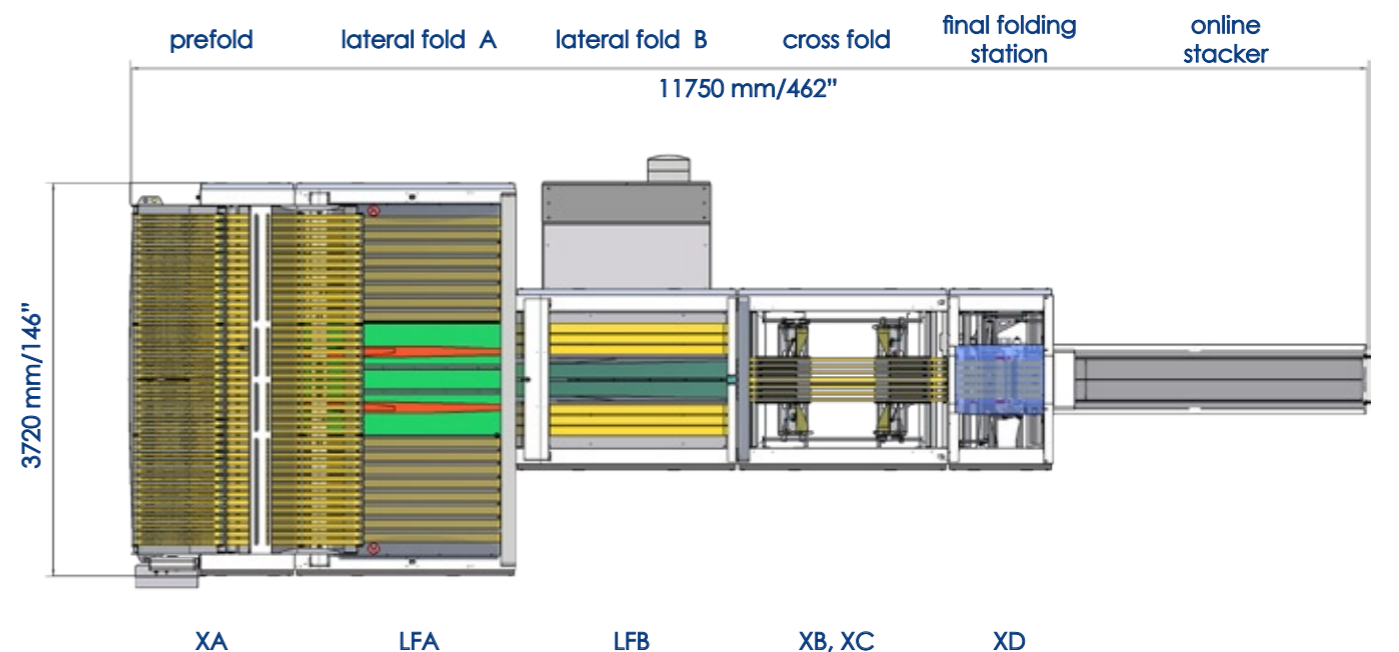 prefold
lateral fold A
lateral fold B
cross fold
final folding
station
online
stacker
11750 mm/462”
3720 mm/146”
XA
LFA
LFB
XB, XC
XD